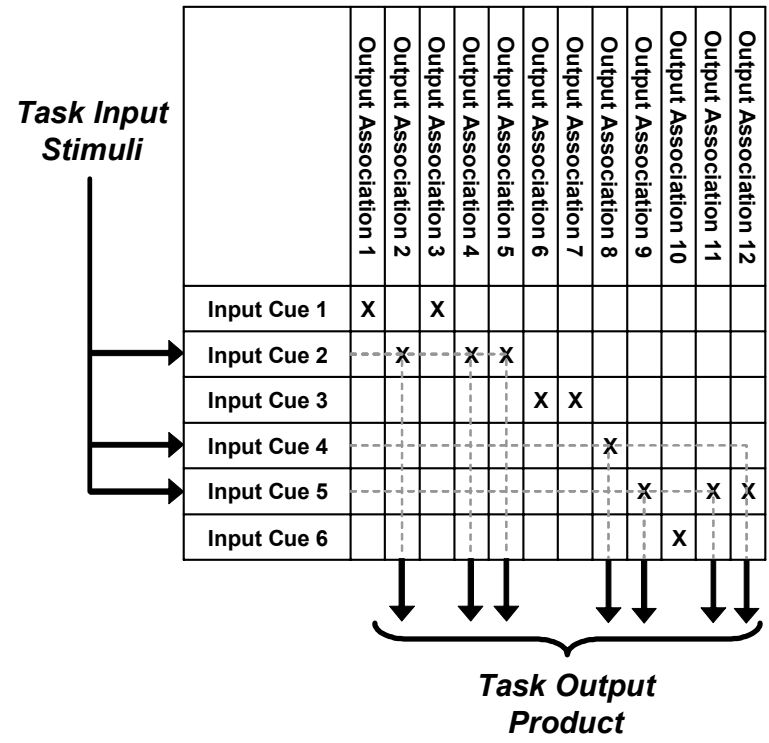 Task Input
Stimuli
Output Association 1
Output Association 2
Output Association 3
Output Association 4
Output Association 5
Output Association 6
Output Association 7
Output Association 8
Output Association 9
Output Association 10
Output Association 11
Output Association 12
Input Cue 1 X X
Input Cue 2 X X X
Input Cue 3 X X
Input Cue 4 X
Input Cue 5 X X X
Input Cue 6 X
Task Output
Product